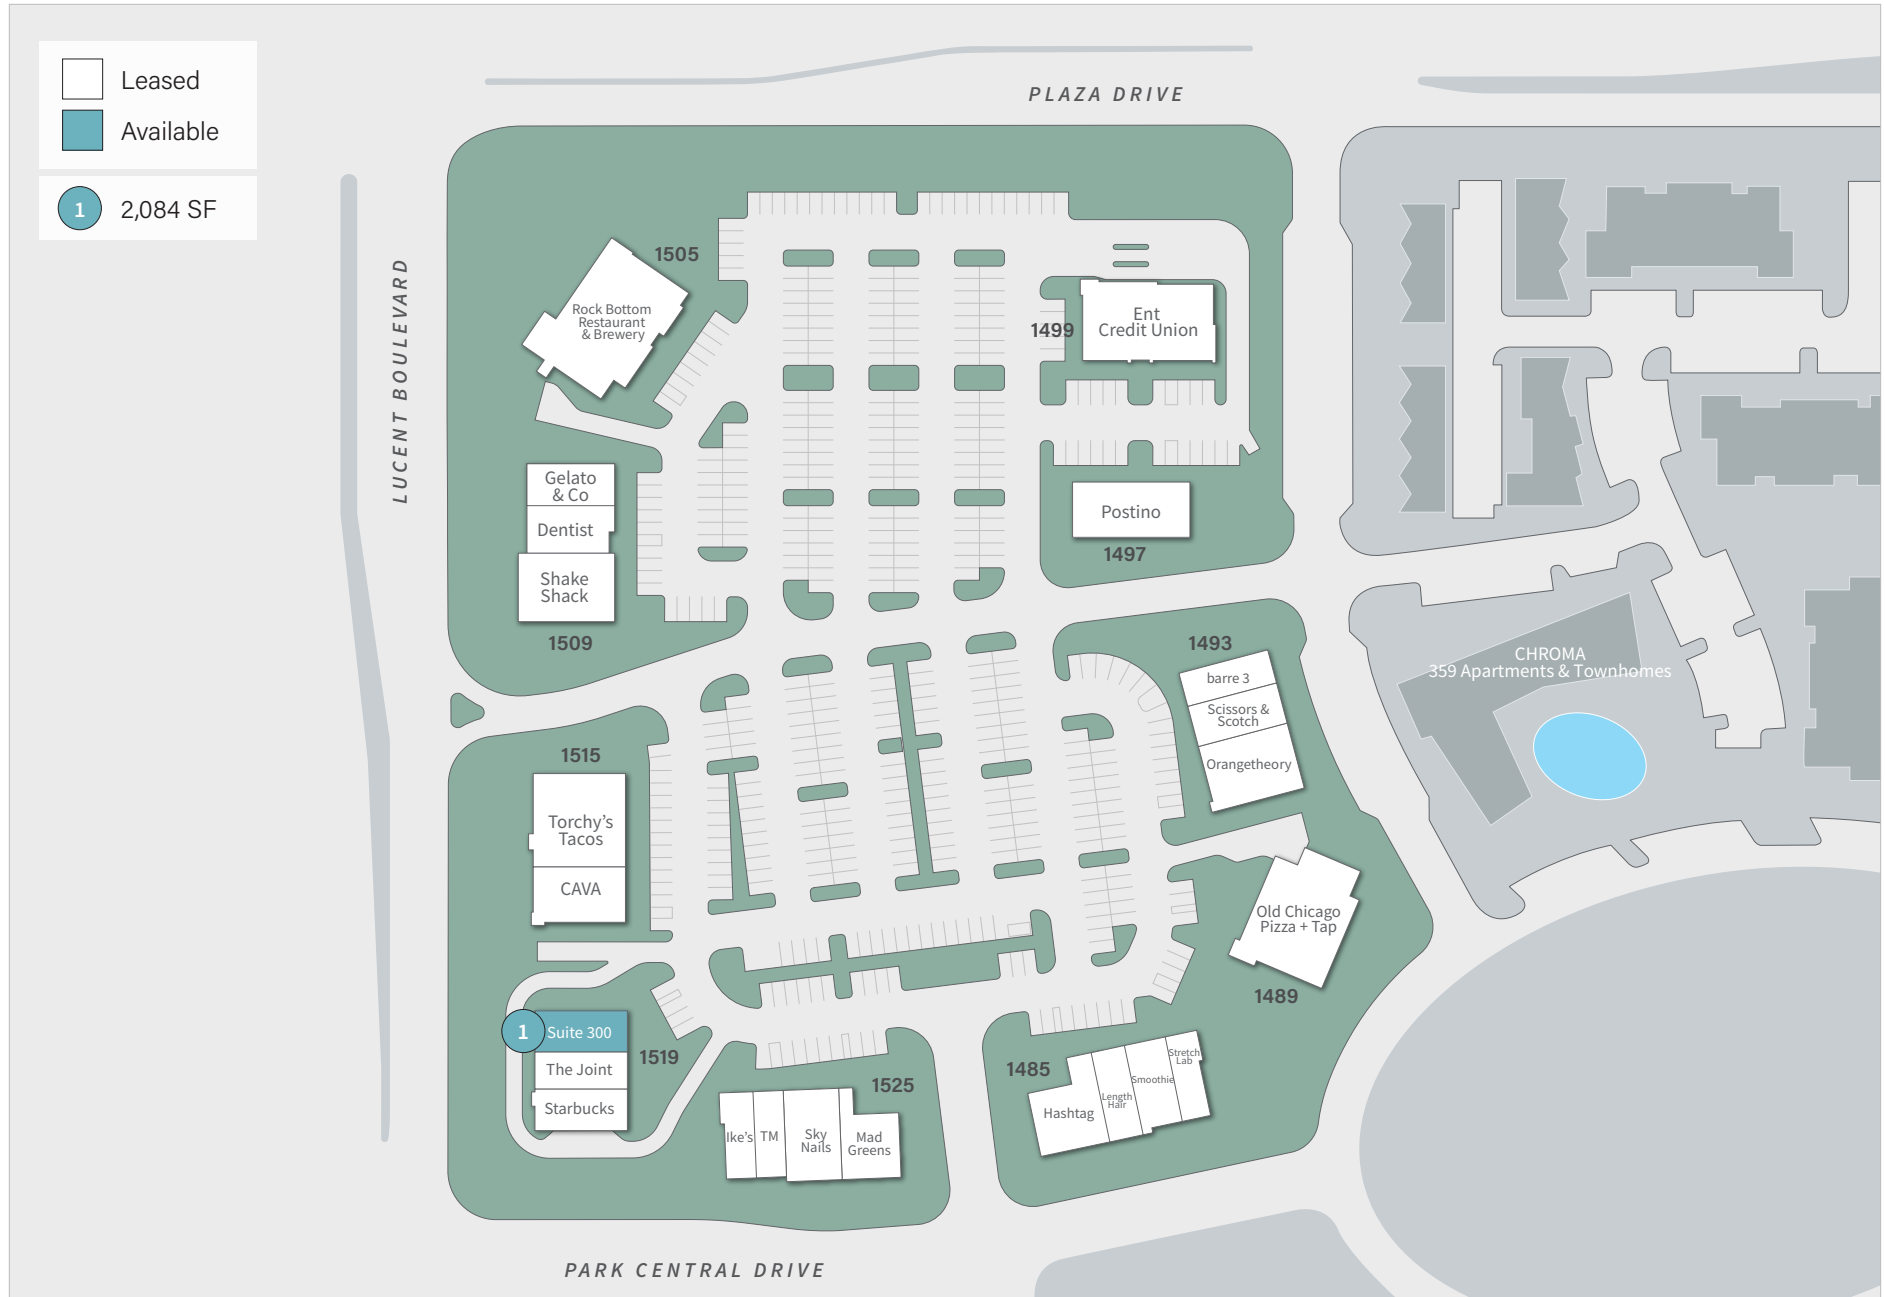 Leased
Available
1
2,084 SF
PLAZA DRIVE
LUCENT BOULEVARD
1505
Rock Bottom
Restaurant
& Brewery
1499
Ent
Credit Union
Gelato
& Co
Dentist
Shake
Shack
1509
Postino
1497
1493
barre 3
Scissors &
Scotch
Orangetheory
CHROMA
359 Apartments & Townhomes
1515
Torchy's
Tacos
CAVA
Old Chicago
Pizza + Tap
1489
1
Suite 300
The Joint
Starbucks
1519
1525
Ike's
TM
Sky
Nails
Mad
Greens
1485
Hashtag
Length
Hair
Smoothie
Stretch
Lab
PARK CENTRAL DRIVE